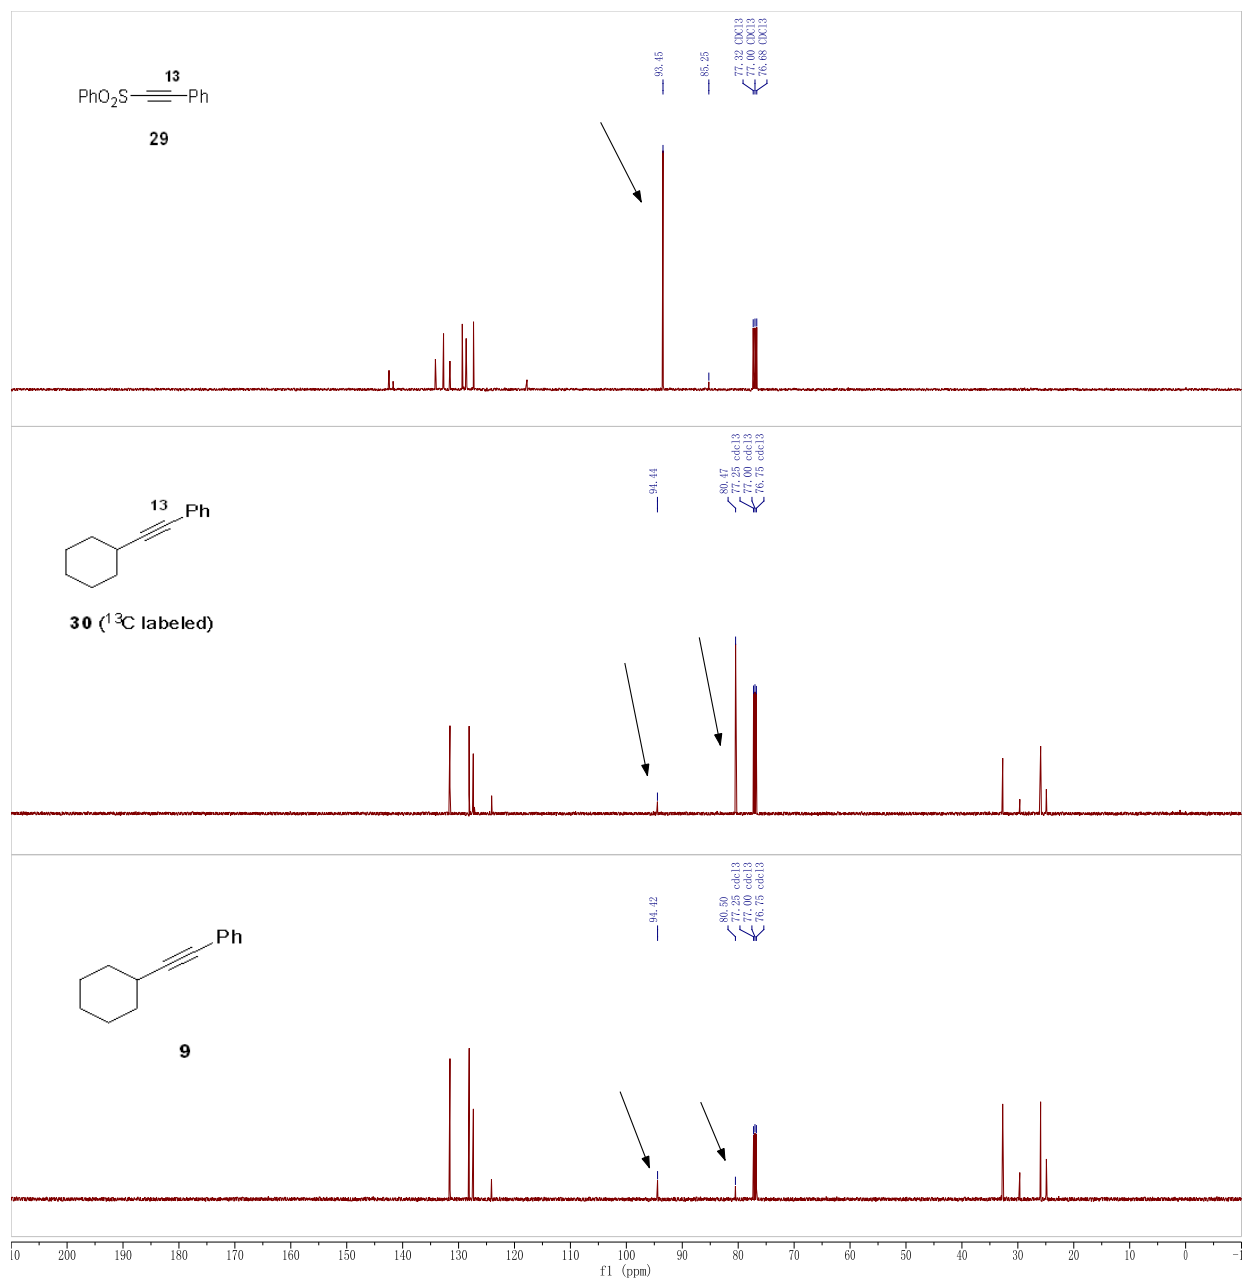 93.45
85.25
77.32 CDCl3
77.00 CDCl3
76.68 CDCl3
13
PhO2S Ph
29
94.44
80.47
77.25 cdcl3
77.00 cdcl3
76.75 cdcl3
13 Ph
30 (13C labeled)
94.42
80.50
77.25 cdcl3
77.00 cdcl3
76.75 cdcl3
Ph
9
10 200 190 180 170 160 150 140 130 120 110 100 90 80 70 60 50 40 30 20 10 0 -1
f1 (ppm)